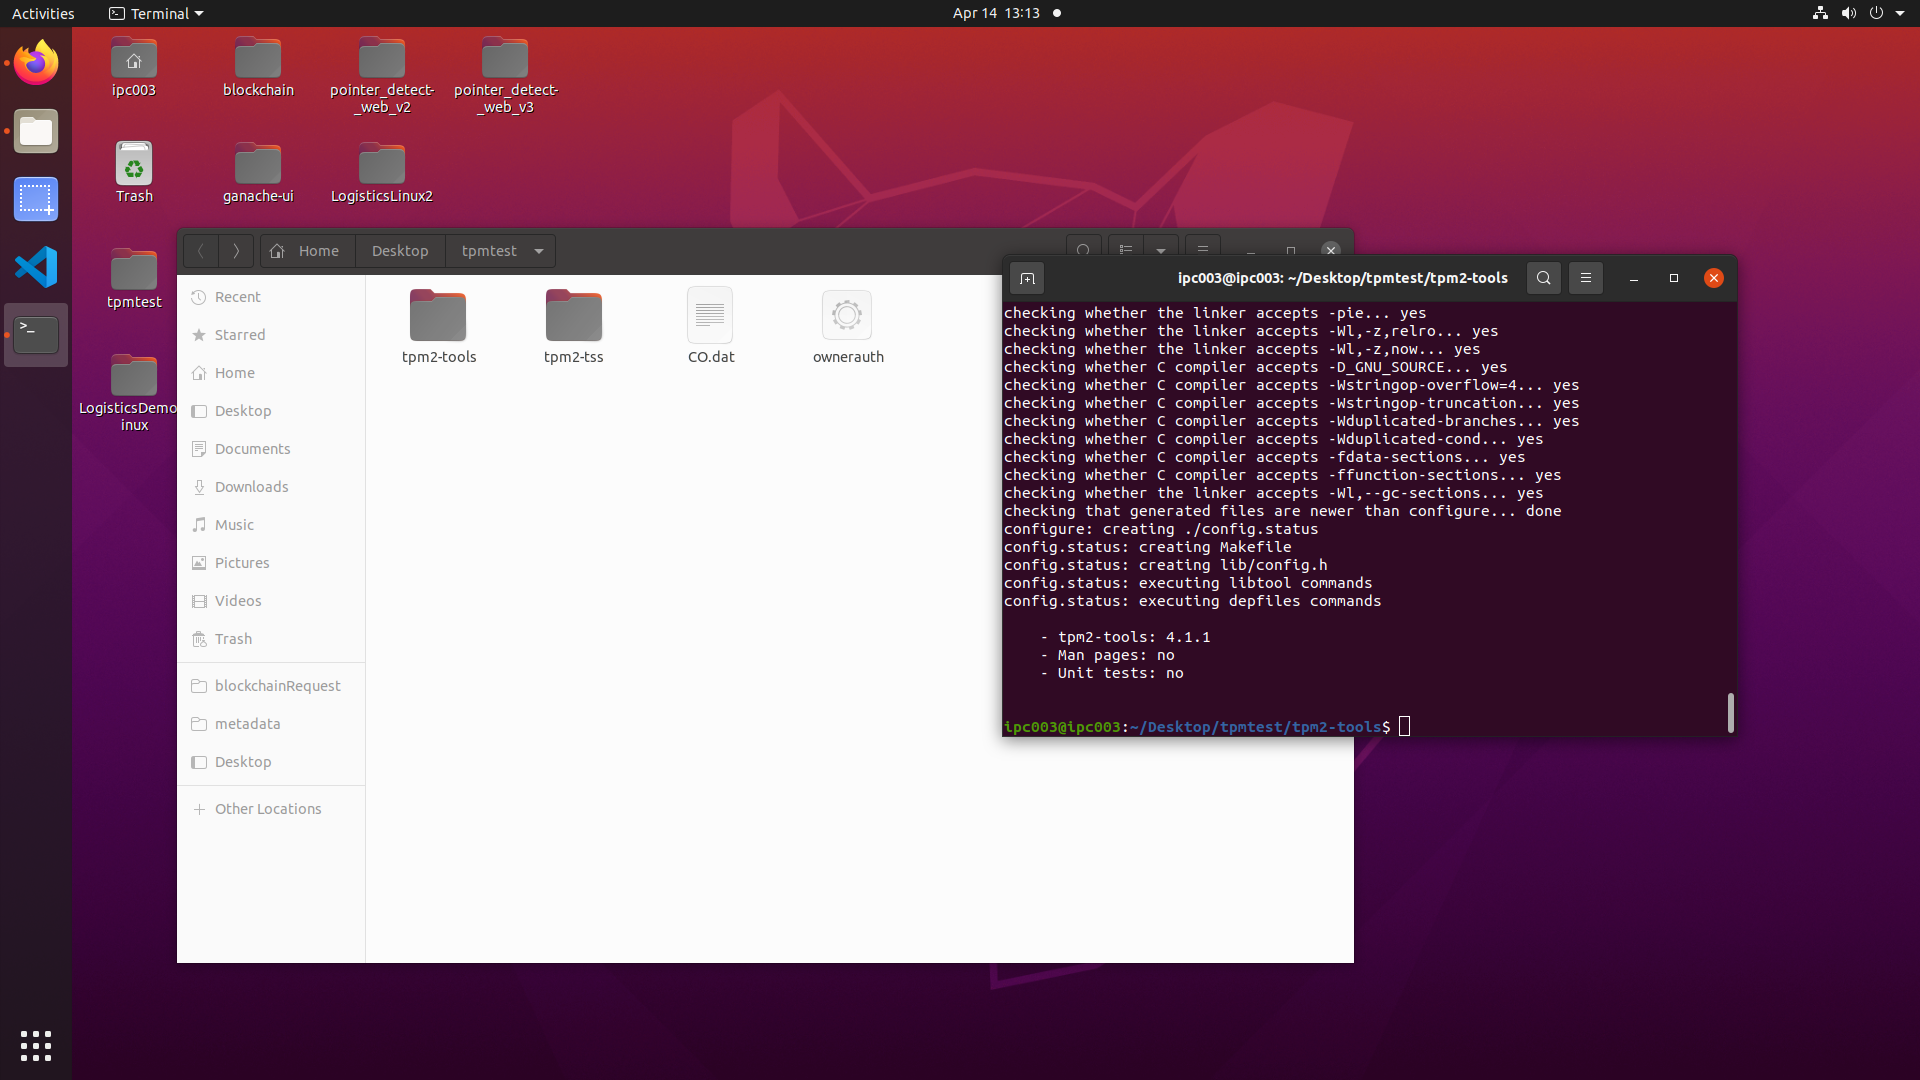 Activities
Terminal
Apr 14 13:13
ipc003
blockchain
pointer_detect-
_web_v2
pointer_detect-
_web_v3
Trash
ganache-ui
LogisticsLinux2
tpmtest
LogisticsDemo
inux
Home
Desktop
tpmtest
Recent
Starred
Home
Desktop
Documents
Downloads
Music
Pictures
Videos
Trash
blockchainRequest
metadata
Desktop
Other Locations
tpm2-tools
tpm2-tss
CO.dat
ownerauth
ipc003@ipc003: ~/Desktop/tpmtest/tpm2-tools
checking whether the linker accepts -pie... yes
checking whether the linker accepts -Wl,-z,relro... yes
checking whether the linker accepts -Wl,-z,now... yes
checking whether C compiler accepts -D_GNU_SOURCE... yes
checking whether C compiler accepts -Wstringop-overflow=4... yes
checking whether C compiler accepts -Wstringop-truncation... yes
checking whether C compiler accepts -Wduplicated-branches... yes
checking whether C compiler accepts -Wduplicated-cond... yes
checking whether C compiler accepts -fdata-sections... yes
checking whether C compiler accepts -ffunction-sections... yes
checking whether the linker accepts -Wl,--gc-sections... yes
checking that generated files are newer than configure... done
configure: creating ./config.status
config.status: creating Makefile
config.status: creating lib/config.h
config.status: executing libtool commands
config.status: executing depfiles commands
- tpm2-tools: 4.1.1
- Man pages: no
- Unit tests: no
ipc003@ipc003:~/Desktop/tpmtest/tpm2-tools$